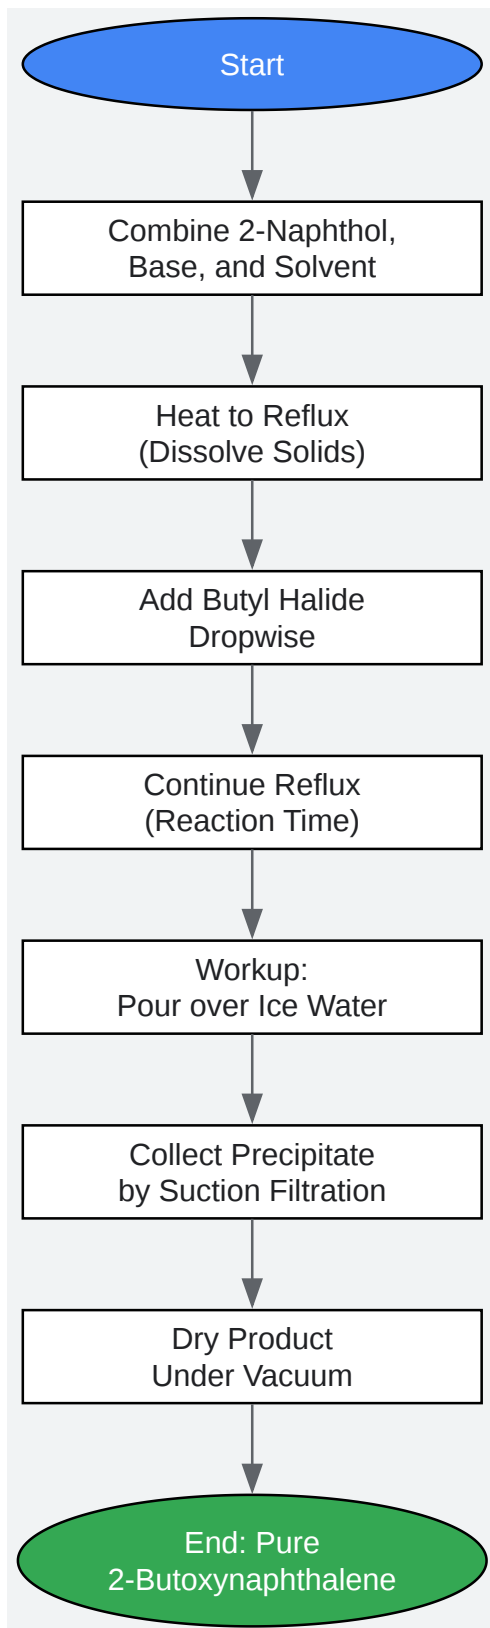 Start
Combine 2-Naphthol,
Base, and Solvent
Heat to Reflux
(Dissolve Solids)
Add Butyl Halide
Dropwise
Continue Reflux
(Reaction Time)
Workup:
Pour over Ice Water
Collect Precipitate
by Suction Filtration
Dry Product
Under Vacuum
End: Pure
2-Butoxynaphthalene